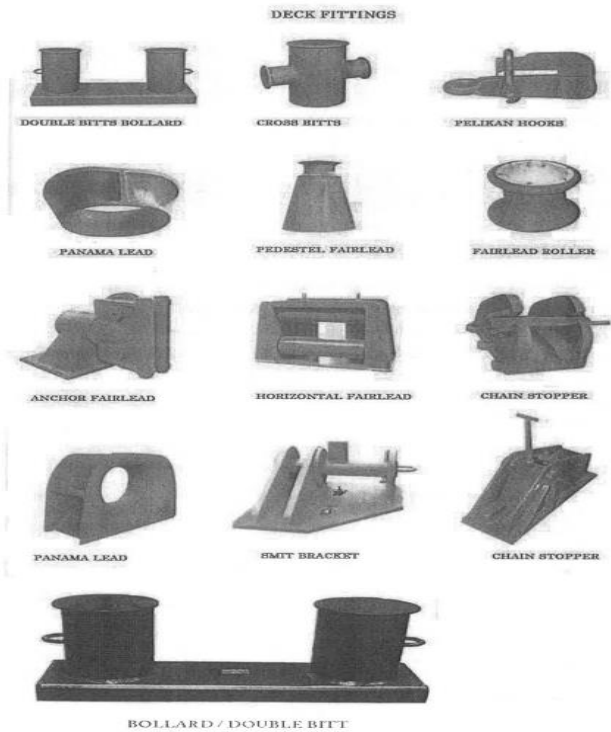 DECK FITTINGS
DOUBLE BITTS BOLLARD
CROSS BITTS
PELIKAN HOOKS
PANAMA LEAD
PEDESTEL FAIRLEAD
FAIRLEAD ROLLER
ANCHOR FAIRLEAD
HORIZONTAL FAIRLEAD
CHAIN STOPPER
PANAMA LEAD
SMIT BRACKET
CHAIN STOPPER
BOLLARD / DOUBLE BITT